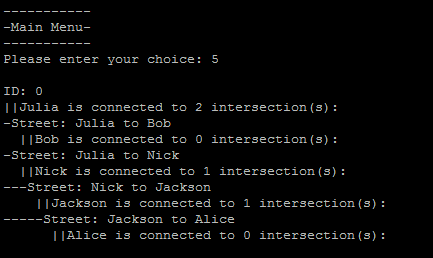 -----------
-Main Menu-
-----------
Please enter your choice: 5

ID: 0
||Julia is connected to 2 intersection(s):
-Street: Julia to Bob
  ||Bob is connected to 0 intersection(s):
-Street: Julia to Nick
  ||Nick is connected to 1 intersection(s):
---Street: Nick to Jackson
    ||Jackson is connected to 1 intersection(s):
-----Street: Jackson to Alice
      ||Alice is connected to 0 intersection(s):